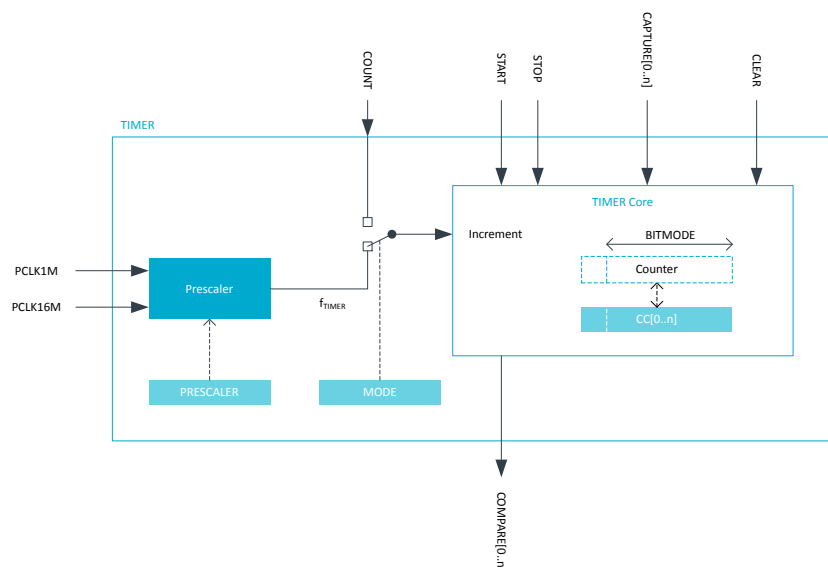 COUNT
START
STOP
CAPTURE[0..n]
CLEAR
TIMER
TIMER Core
Increment
BITMODE
Counter
CC[0..n]
PCLK1M
PCLK16M
Prescaler
fTIMER
PRESCALER
MODE
COMPARE[0..n